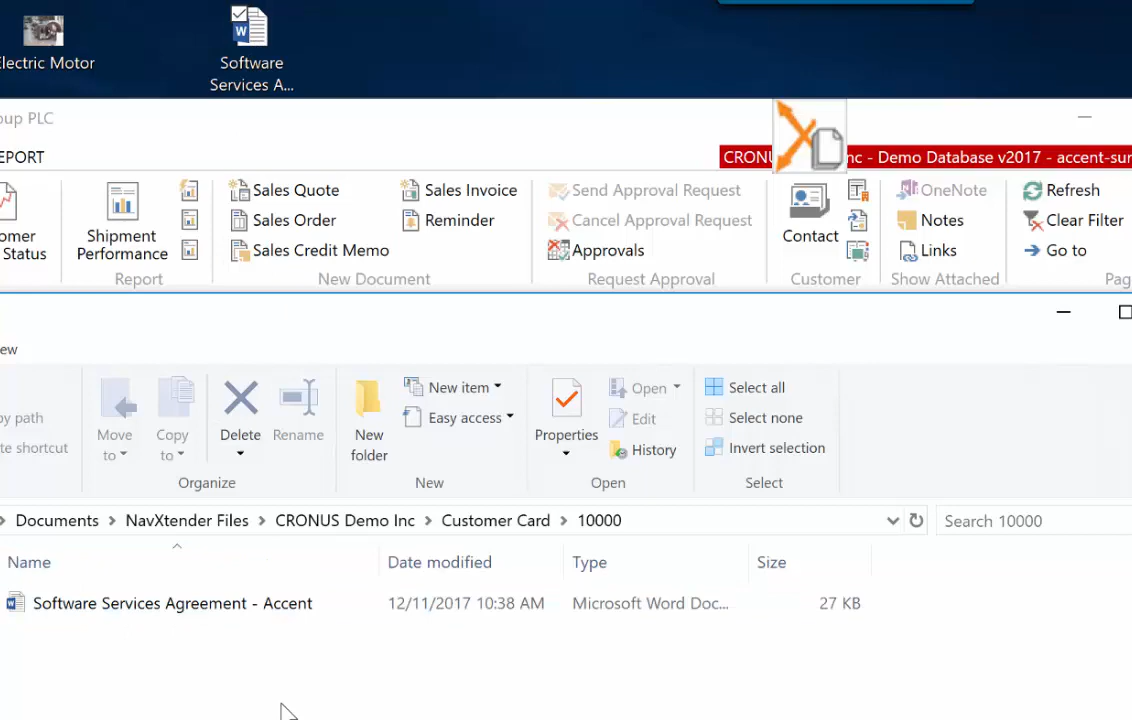 lectric Motor
Software
Services A...
oup PLC
EPORT
CRONU
nc - Demo Database v2017 - accent-sur
omer
Status
Shipment
Performance
Report
Sales Quote
Sales Order
Sales Credit Memo
Sales Invoice
Reminder
New Document
Send Approval Request
Cancel Approval Request
Approvals
Request Approval
Contact
Customer
OneNote
Notes
Links
Show Attached
Refresh
Clear Filter
Go to
Pag
ew
py path
te shortcut
Move
to
Copy
to
Delete
Rename
Organize
New
folder
New item
Easy access
New
Properties
Open
Edit
History
Open
Select all
Select none
Invert selection
Select
Documents > NavXtender Files > CRONUS Demo Inc > Customer Card > 10000
Search 10000
Name Date modified Type Size
Software Services Agreement - Accent 12/11/2017 10:38 AM Microsoft Word Doc... 27 KB